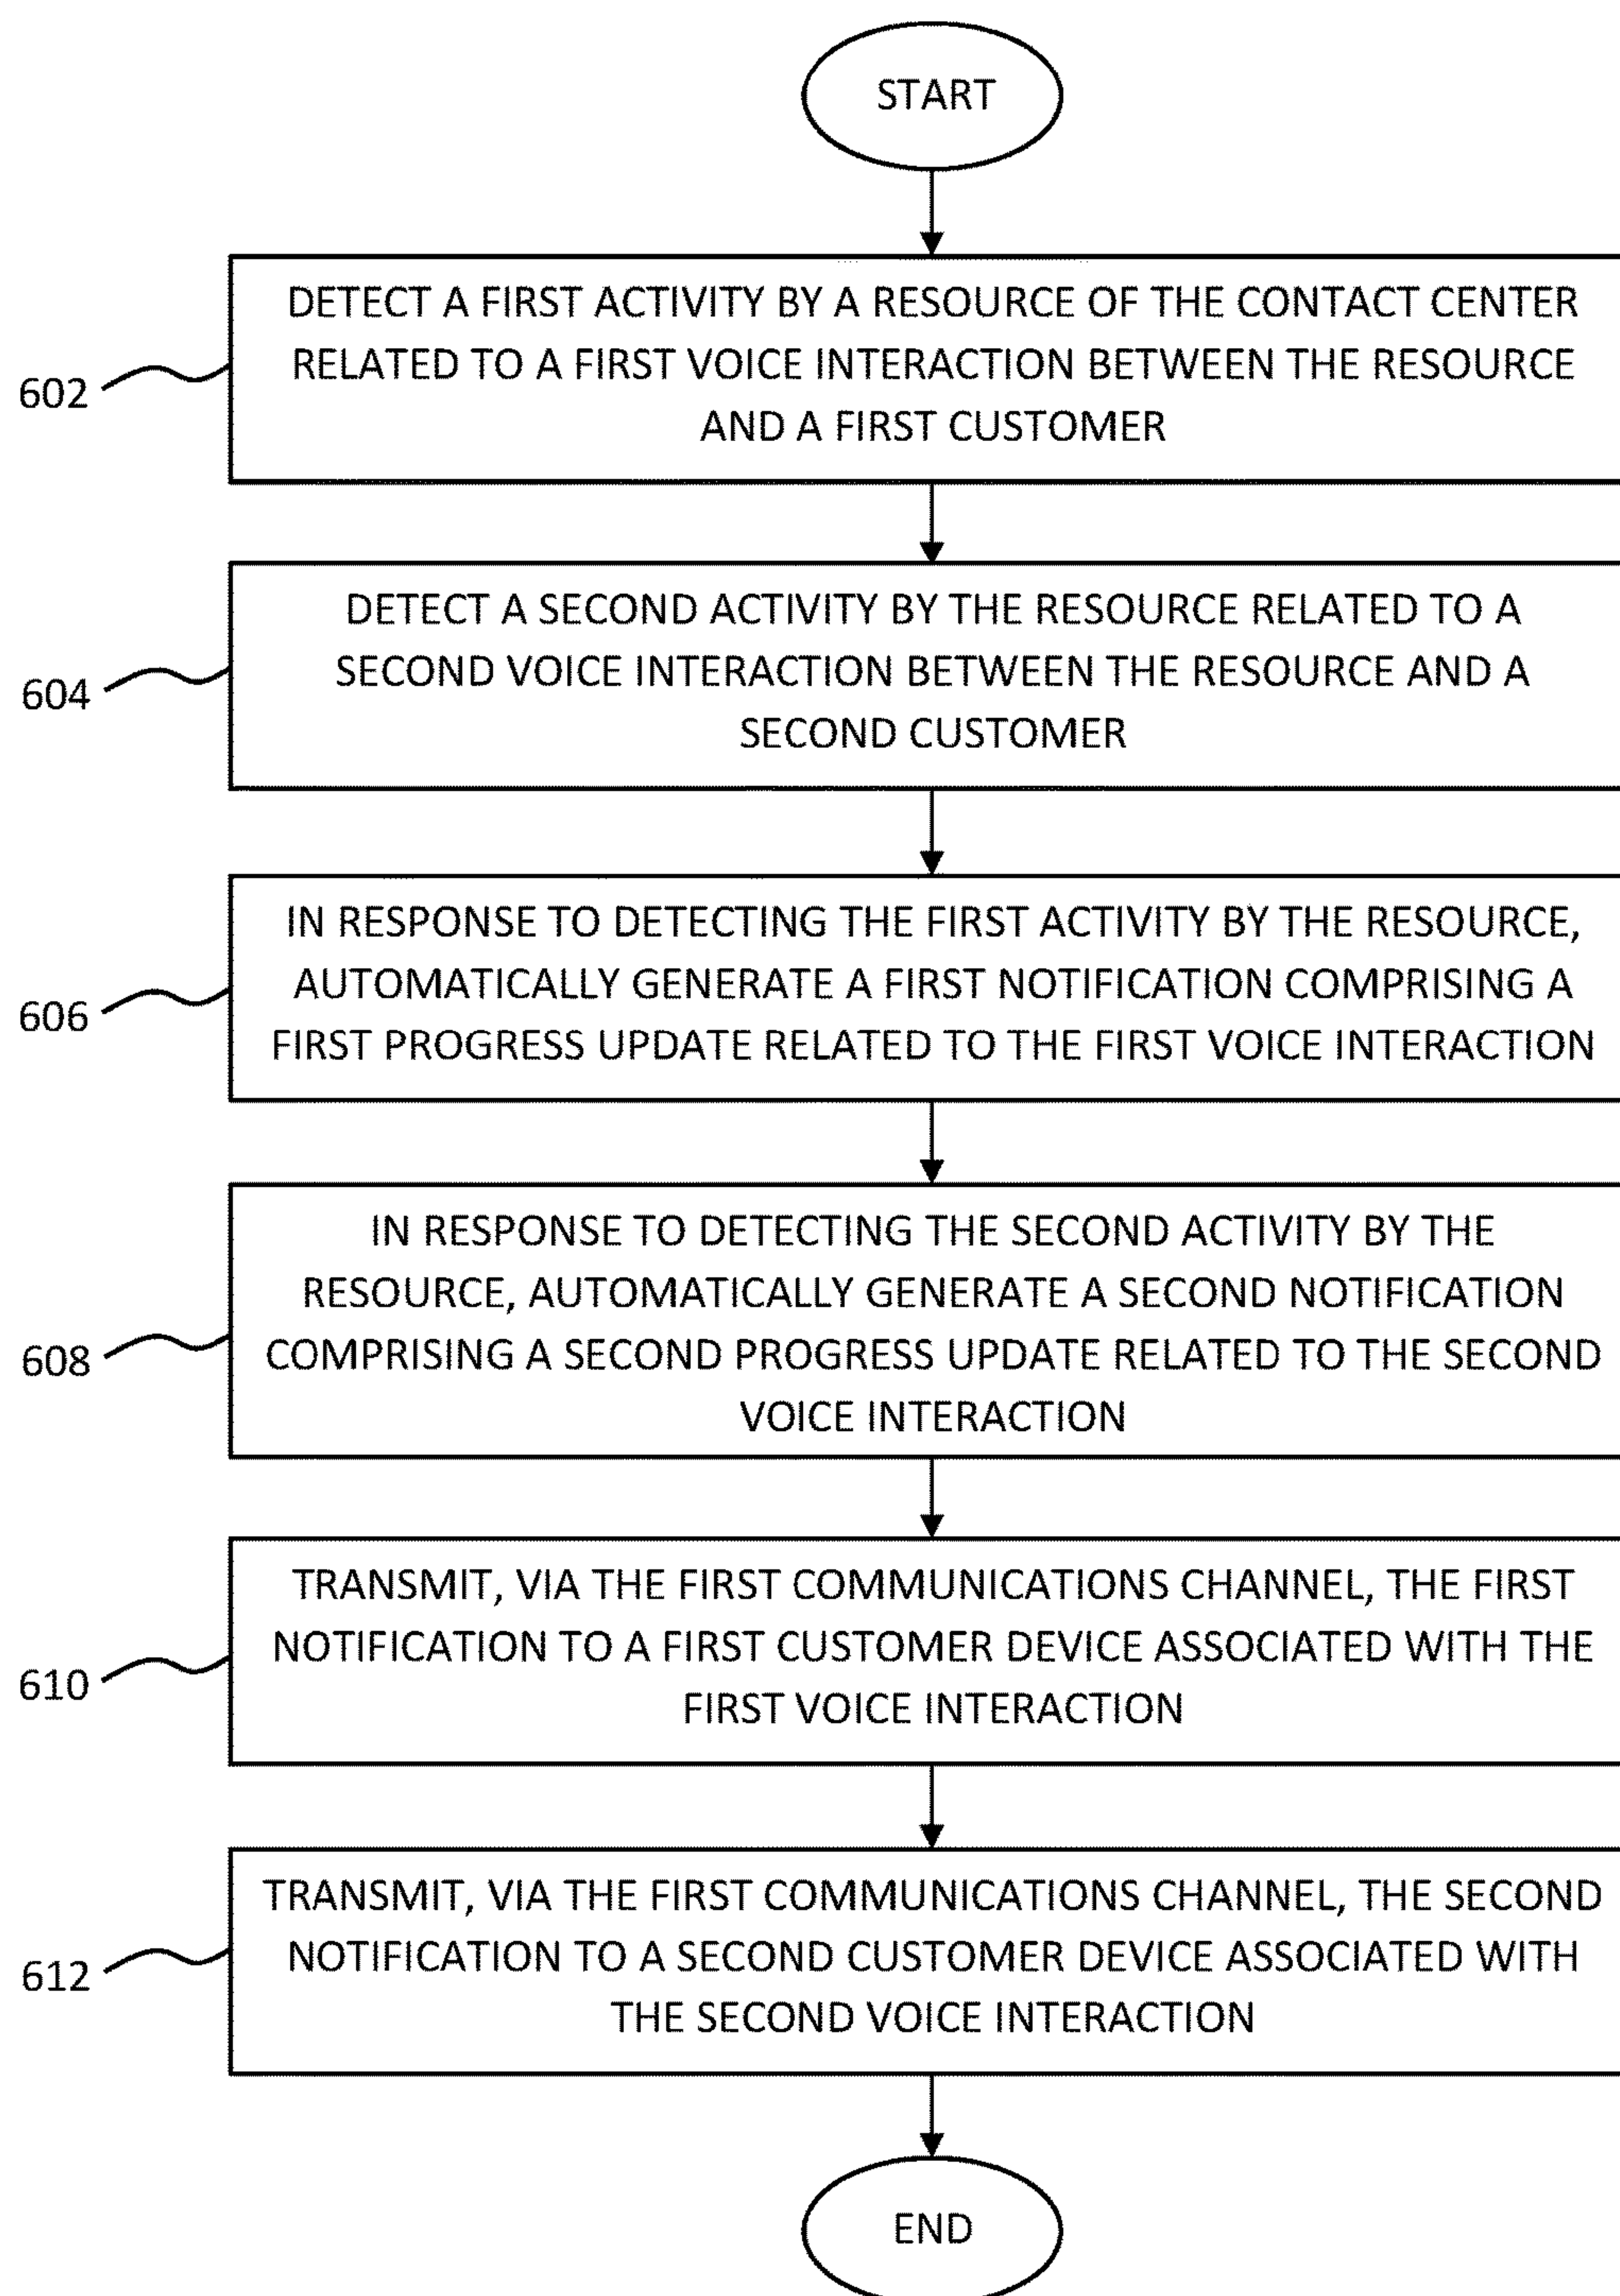 START
DETECT A FIRST ACTIVITY BY A RESOURCE OF THE CONTACT CENTER
RELATED TO A FIRST VOICE INTERACTION BETWEEN THE RESOURCE
AND A FIRST CUSTOMER
602
DETECT A SECOND ACTIVITY BY THE RESOURCE RELATED TO A
SECOND VOICE INTERACTION BETWEEN THE RESOURCE AND A
SECOND CUSTOMER
604
IN RESPONSE TO DETECTING THE FIRST ACTIVITY BY THE RESOURCE,
AUTOMATICALLY GENERATE A FIRST NOTIFICATION COMPRISING A
FIRST PROGRESS UPDATE RELATED TO THE FIRST VOICE INTERACTION
606
IN RESPONSE TO DETECTING THE SECOND ACTIVITY BY THE
RESOURCE, AUTOMATICALLY GENERATE A SECOND NOTIFICATION
COMPRISING A SECOND PROGRESS UPDATE RELATED TO THE SECOND
VOICE INTERACTION
608
TRANSMIT, VIA THE FIRST COMMUNICATIONS CHANNEL, THE FIRST
NOTIFICATION TO A FIRST CUSTOMER DEVICE ASSOCIATED WITH THE
FIRST VOICE INTERACTION
610
TRANSMIT, VIA THE FIRST COMMUNICATIONS CHANNEL, THE SECOND
NOTIFICATION TO A SECOND CUSTOMER DEVICE ASSOCIATED WITH
THE SECOND VOICE INTERACTION
612
END